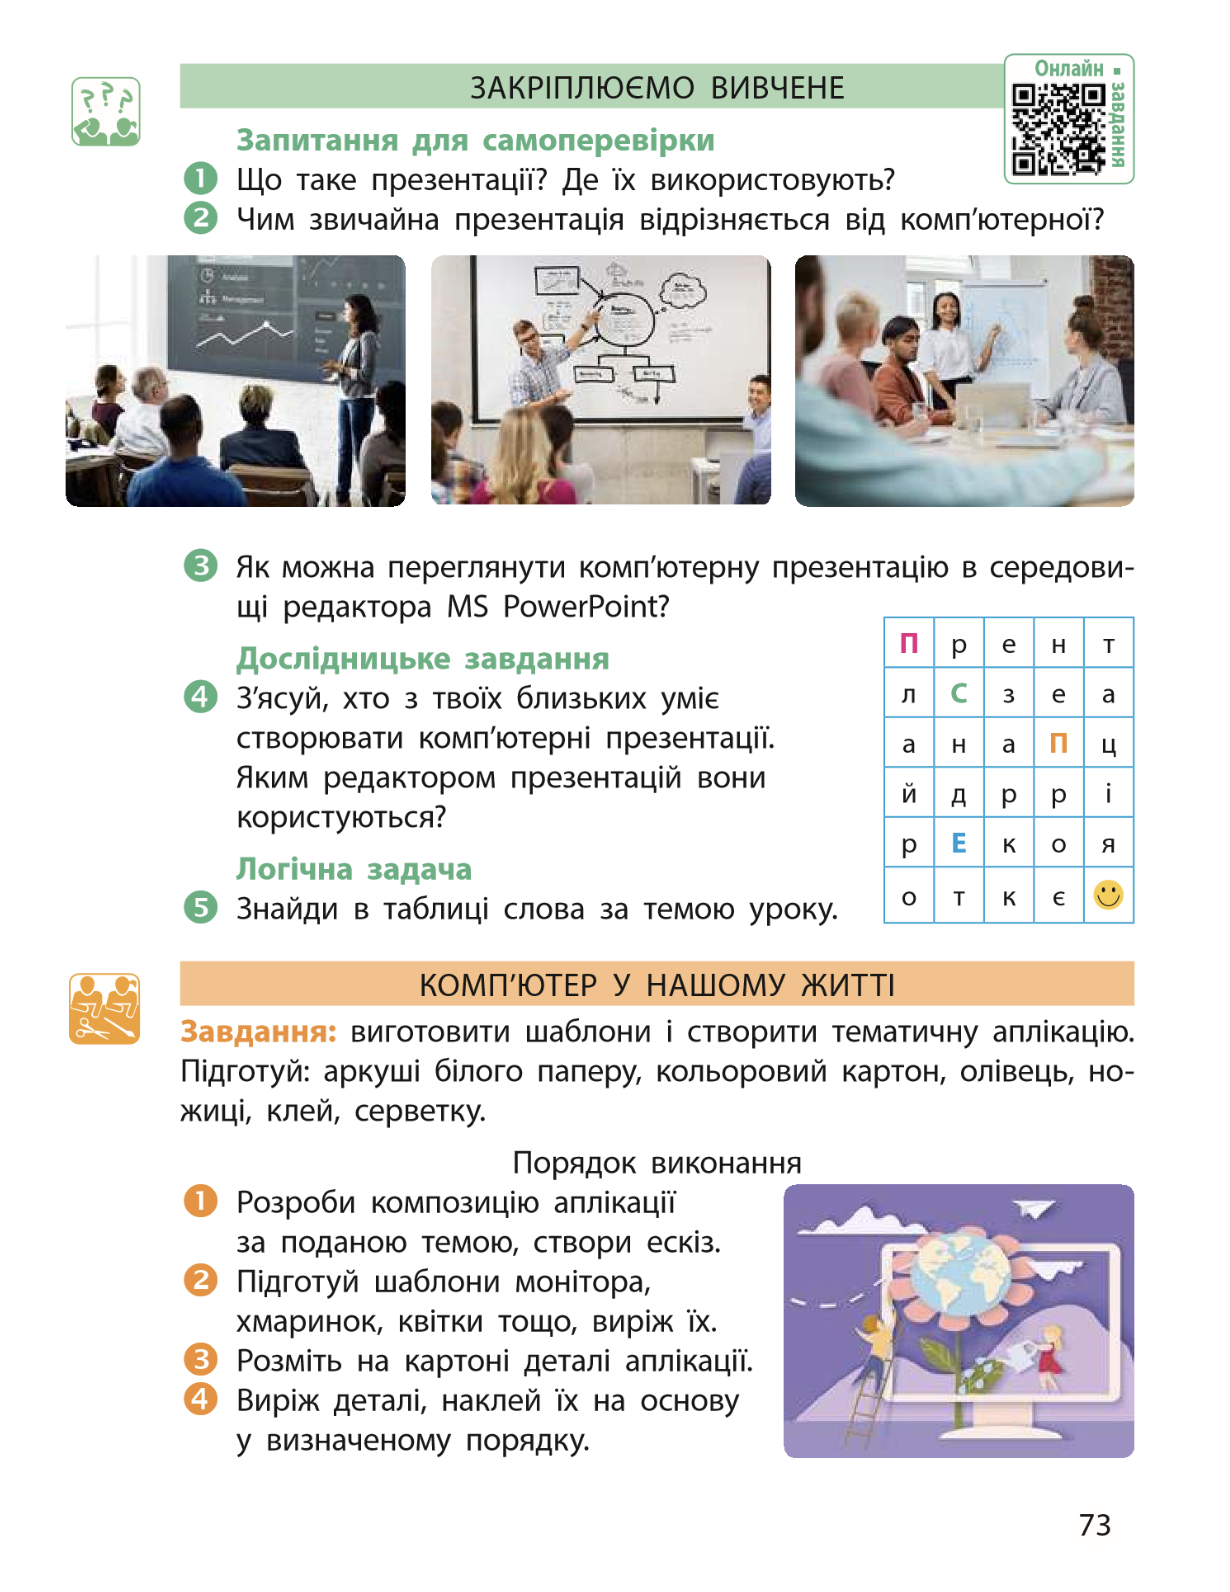 ЗАКРІПЛЮЄМО ВИВЧЕНЕ
Онлайн
завдання
Запитання для самоперевірки
1 Що таке презентації? Де їх використовують?
2 Чим звичайна презентація відрізняється від комп’ютерної?
Analysis
Management
3 Як можна переглянути комп’ютерну презентацію в середови-
щі редактора MS PowerPoint?
Дослідницьке завдання
4 З’ясуй, хто з твоїх близьких уміє
створювати комп’ютерні презентації.
Яким редактором презентацій вони
користуються?
Логічна задача
5 Знайди в таблиці слова за темою уроку.
П р е н т
л С з е а
а н а П ц
й д р р і
р Е к о я
о т к є
КОМП’ЮТЕР У НАШОМУ ЖИТТІ
Завдання: виготовити шаблони і створити тематичну аплікацію.
Підготуй: аркуші білого паперу, кольоровий картон, олівець, но-
жиці, клей, серветку.
Порядок виконання
1 Розроби композицію аплікації
за поданою темою, створи ескіз.
2 Підготуй шаблони монітора,
хмаринок, квітки тощо, виріж їх.
3 Розміть на картоні деталі аплікації.
4 Виріж деталі, наклей їх на основу
у визначеному порядку.
73